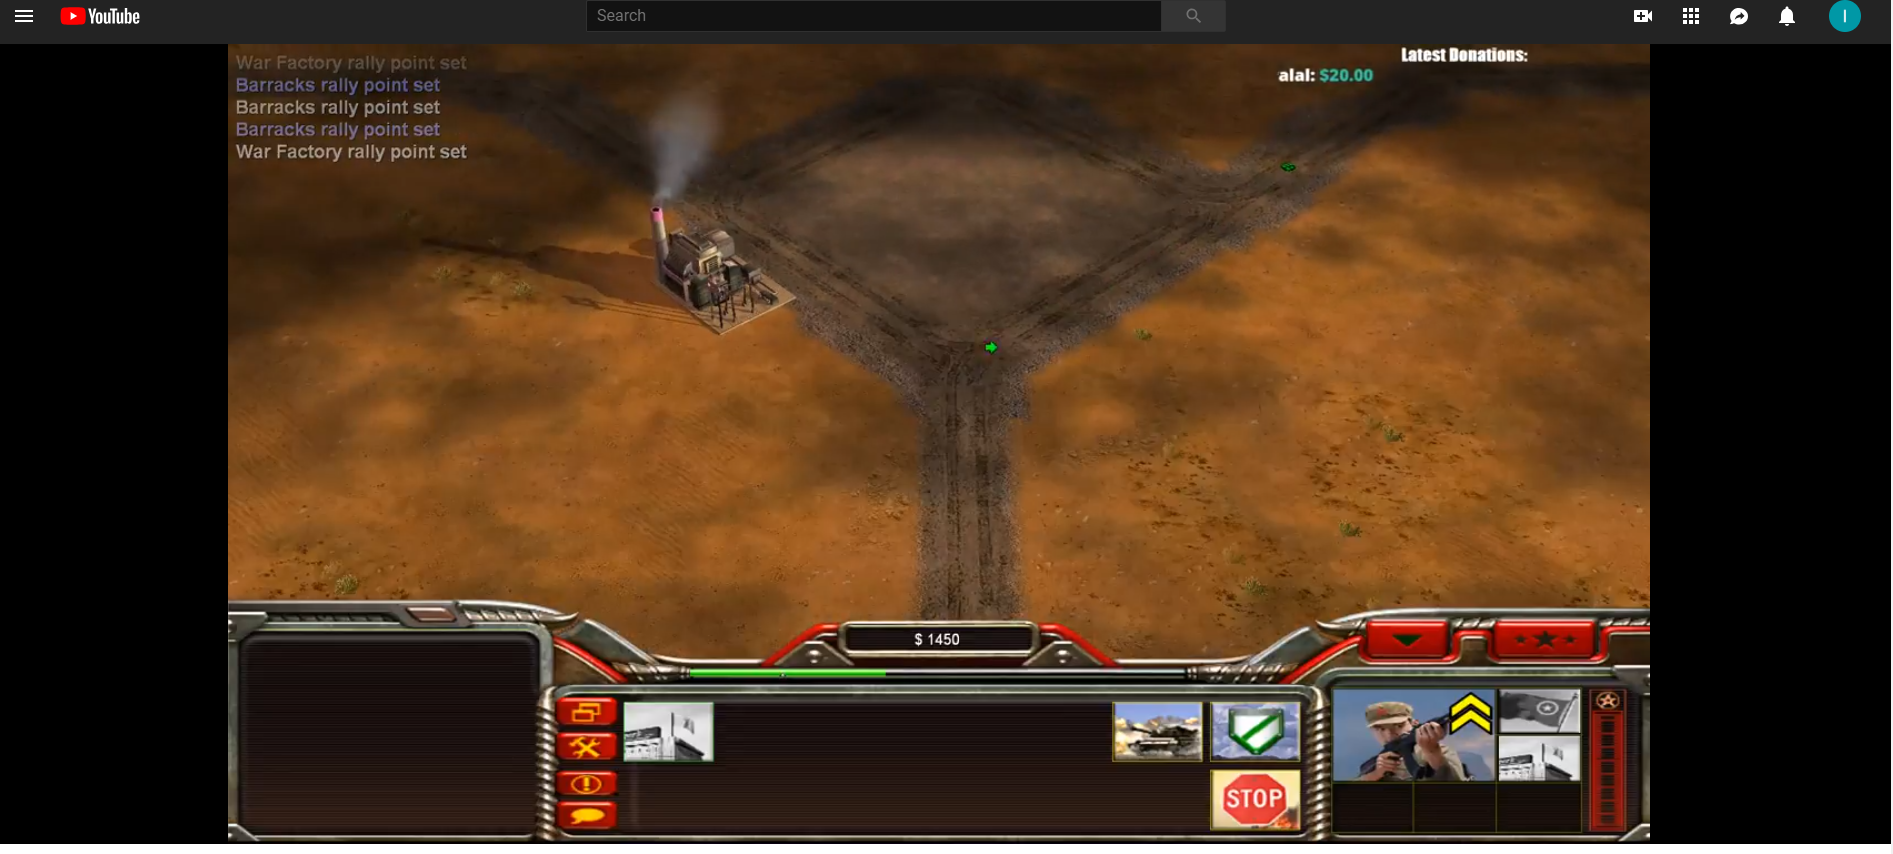 YouTube
Search
I
War Factory rally point set
Barracks rally point set
Barracks rally point set
Barracks rally point set
War Factory rally point set
Latest Donations:
alal: $20.00
$ 1450
STOP